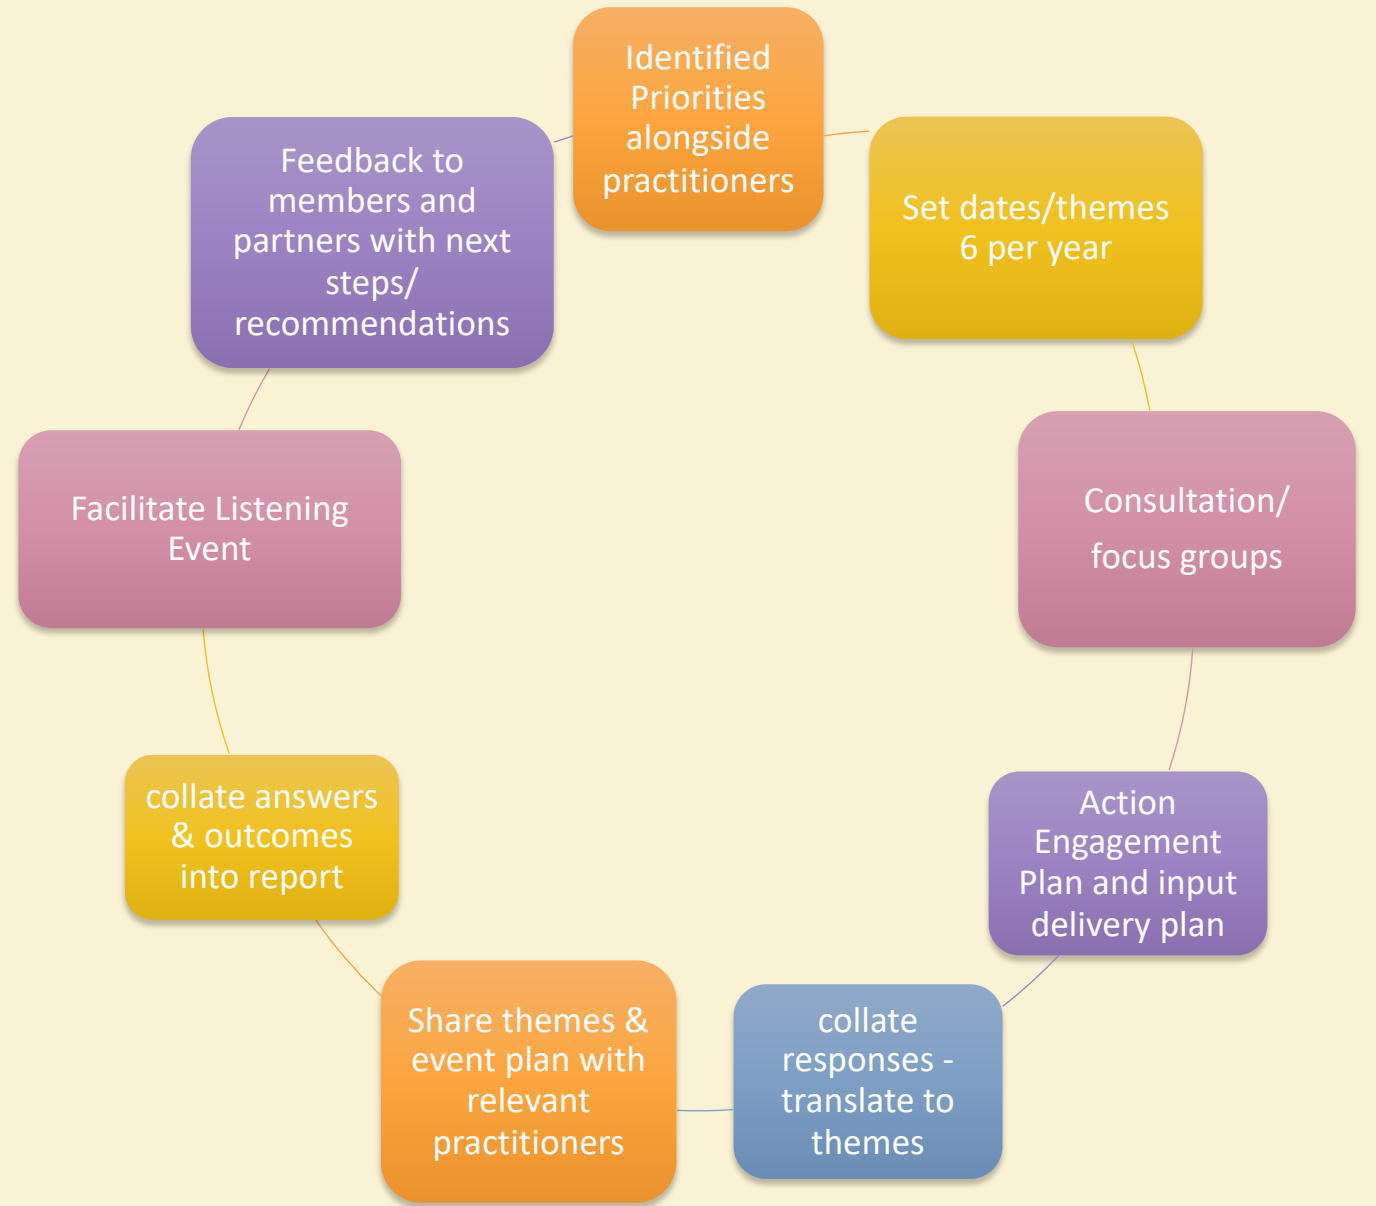 Identified
Priorities
alongside
practitioners
Set dates/themes
6 per year
Consultation/
focus groups
Action
Engagement
Plan and input
delivery plan
collate
responses -
translate to
themes
Share themes &
event plan with
relevant
practitioners
collate answers
& outcomes
into report
Facilitate Listening
Event
Feedback to
members and
partners with next
steps/
recommendations